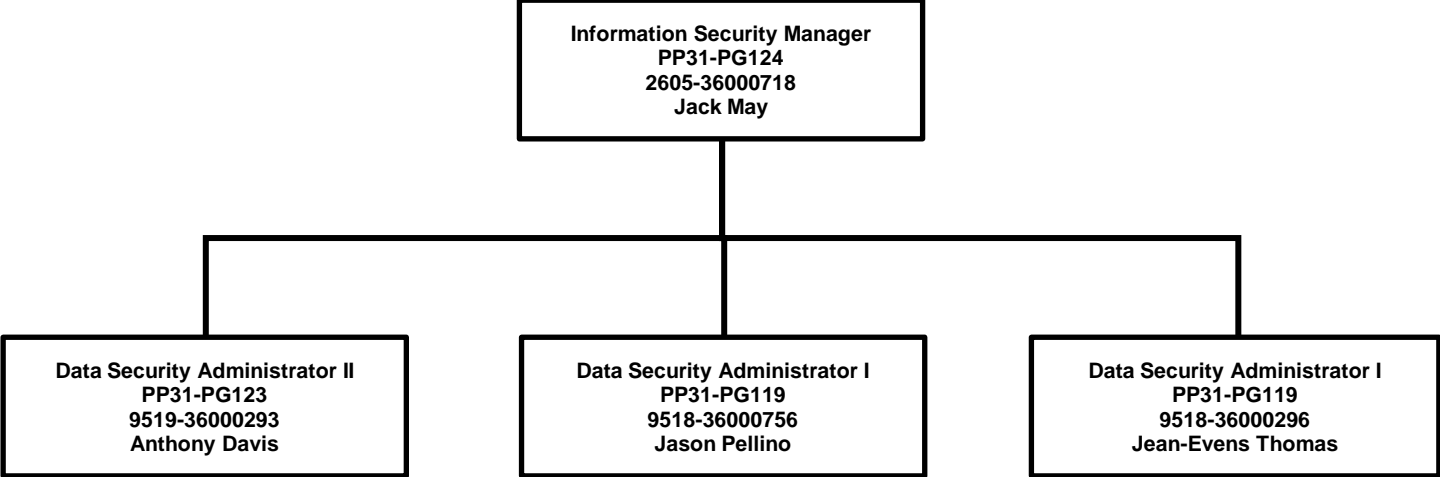 Information Security Manager
PP31-PG124
2605-36000718
Jack May
Data Security Administrator II
PP31-PG123
9519-36000293
Anthony Davis
Data Security Administrator I
PP31-PG119
9518-36000756
Jason Pellino
Data Security Administrator I
PP31-PG119
9518-36000296
Jean-Evens Thomas